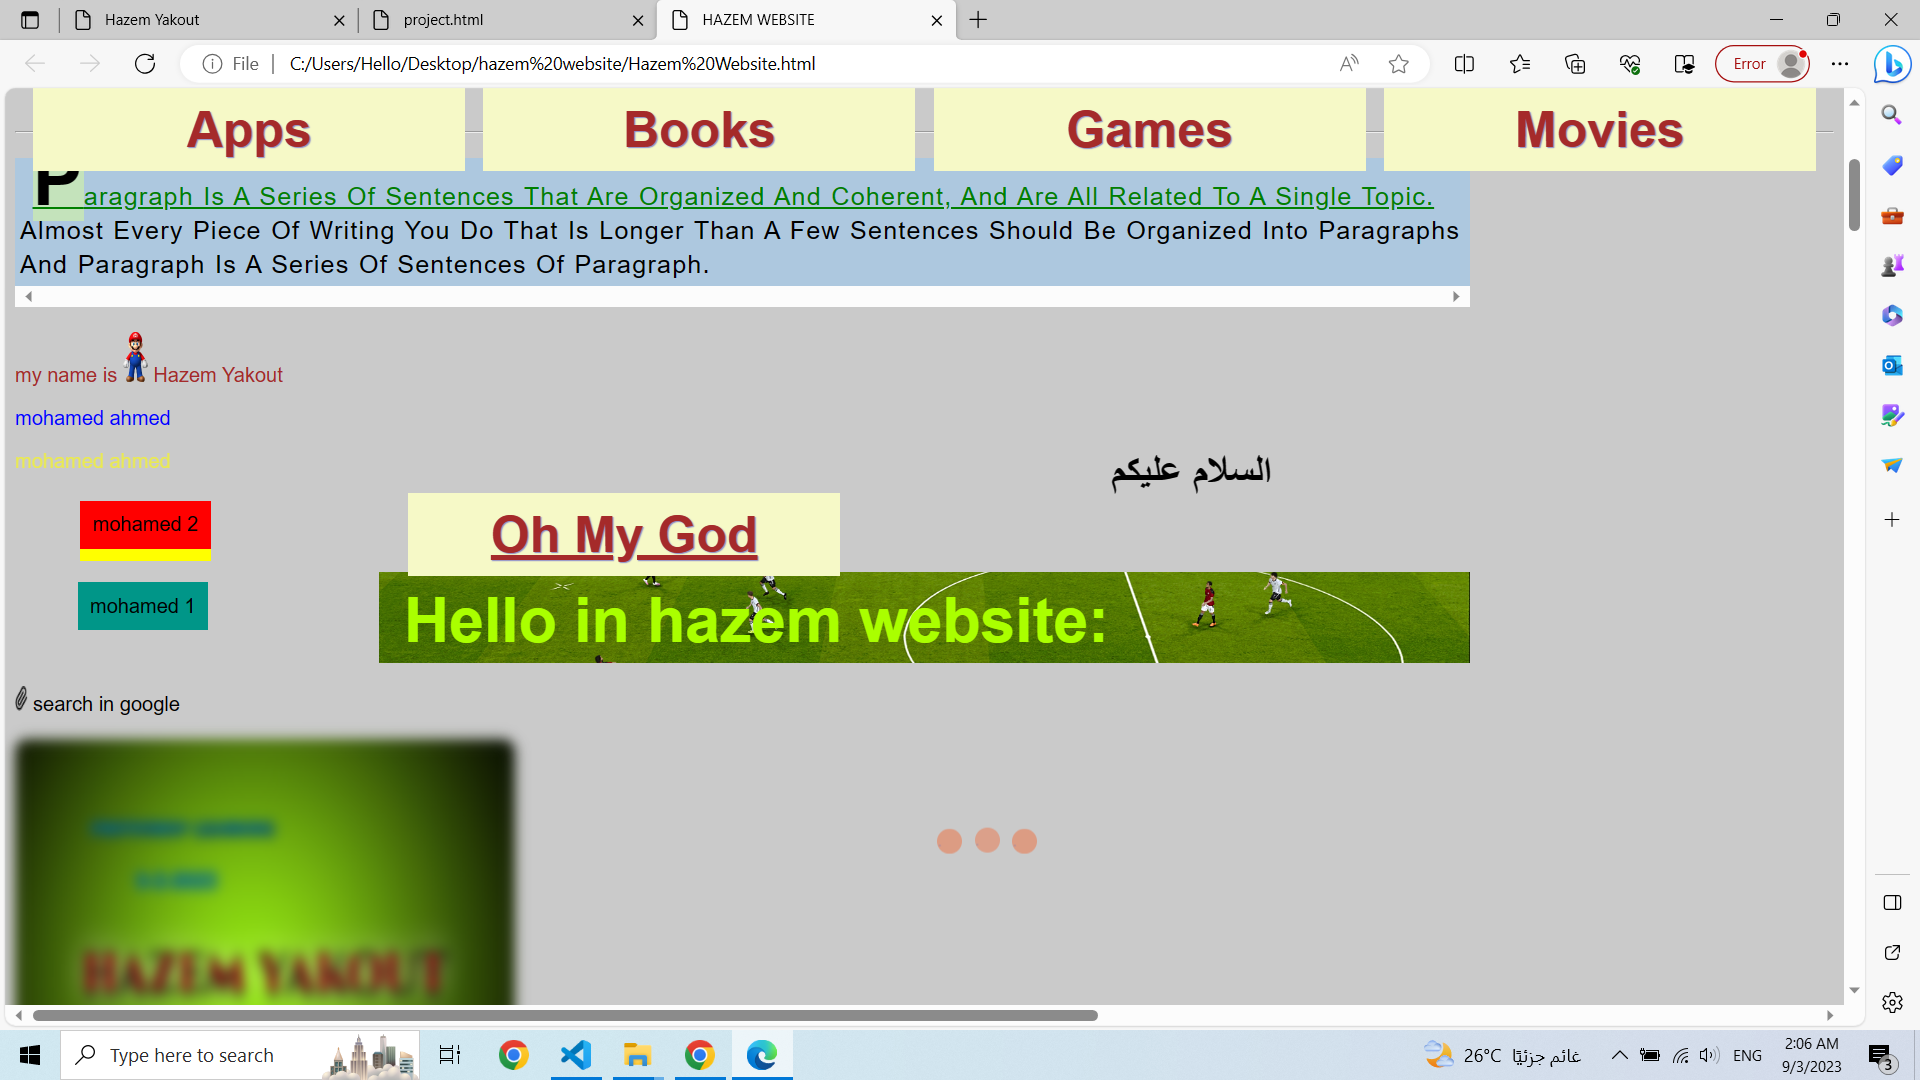 Hazem Yakout
project.html
HAZEM WEBSITE
File
C:/Users/Hello/Desktop/hazem%20website/Hazem%20Website.html
Error
Apps
Books
Games
Movies
Paragraph Is A Series Of Sentences That Are Organized And Coherent, And Are All Related To A Single Topic.
Almost Every Piece Of Writing You Do That Is Longer Than A Few Sentences Should Be Organized Into Paragraphs
And Paragraph Is A Series Of Sentences Of Paragraph.
my name is Hazem Yakout
mohamed ahmed
mohamed ahmed
السلام عليكم
mohamed 2
Oh My God
mohamed 1
Hello in hazem website:
search in google
HAZEM YAKOUT
Type here to search
26°C غائم جزئيًا
ENG
2:06 AM
9/3/2023
3